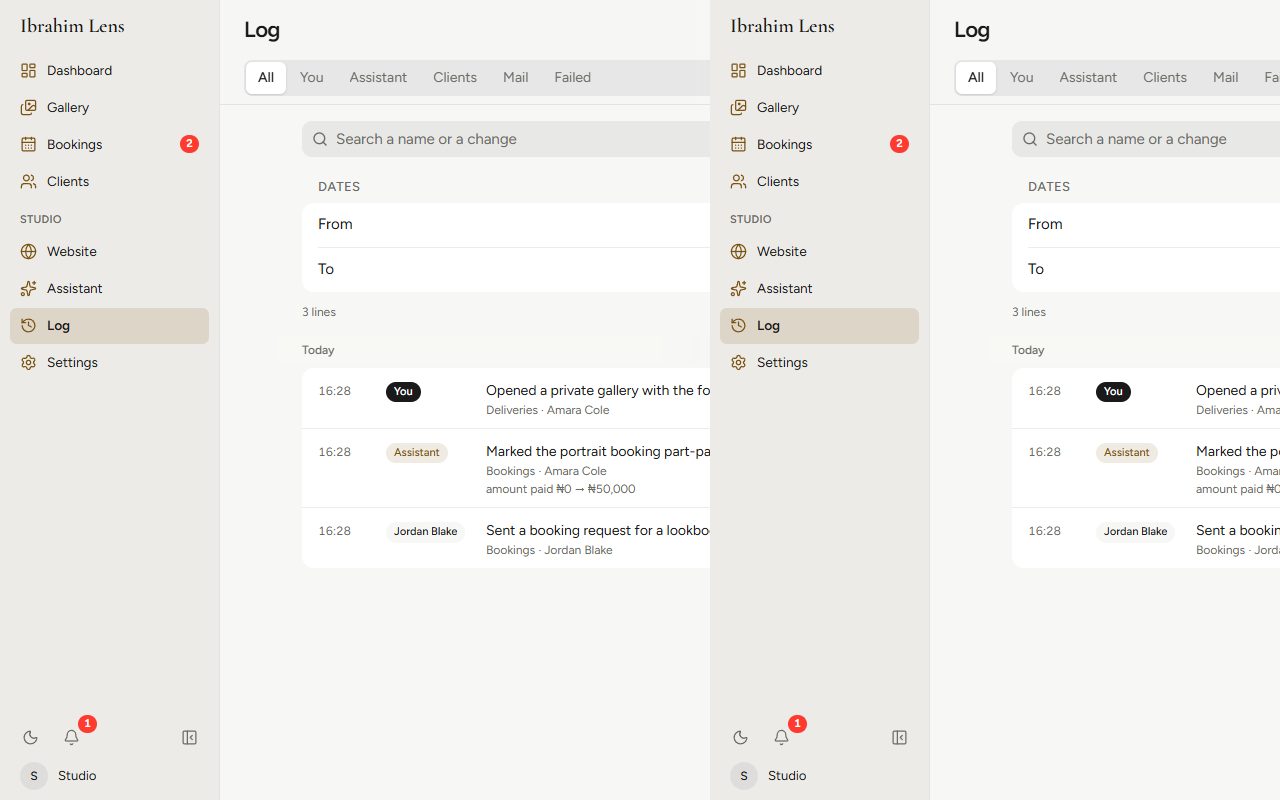 Ibrahim Lens
Dashboard
Gallery
Bookings 2
Clients
STUDIO
Website
Assistant
Log
Settings
1
S Studio
Log
All You Assistant Clients Mail Failed
Search a name or a change
DATES
From
To
3 lines
Today
16:28 You Opened a private gallery with the fo
Deliveries · Amara Cole
16:28 Assistant Marked the portrait booking part-pa
Bookings · Amara Cole
amount paid ₦0 → ₦50,000
16:28 Jordan Blake Sent a booking request for a lookbo
Bookings · Jordan Blake
Ibrahim Lens
Dashboard
Gallery
Bookings 2
Clients
STUDIO
Website
Assistant
Log
Settings
1
S Studio
Log
All You Assistant Clients Mail Fa
Search a name or a change
DATES
From
To
3 lines
Today
16:28 You Opened a priv
Deliveries · Ama
16:28 Assistant Marked the p
Bookings · Amar
amount paid ₦0
16:28 Jordan Blake Sent a bookin
Bookings · Jorda